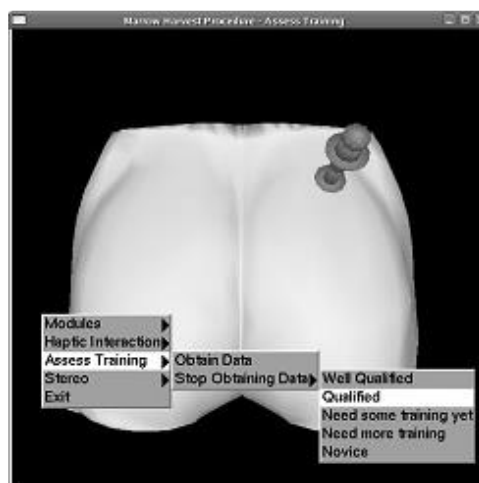 Marrow Harvest Procedure - Assess Training
Modules
Haptic Interaction
Assess Training
Stereo
Exit
Obtain Data
Stop Obtaining Data
Well Qualified
Qualified
Need some training yet
Need more training
Novice